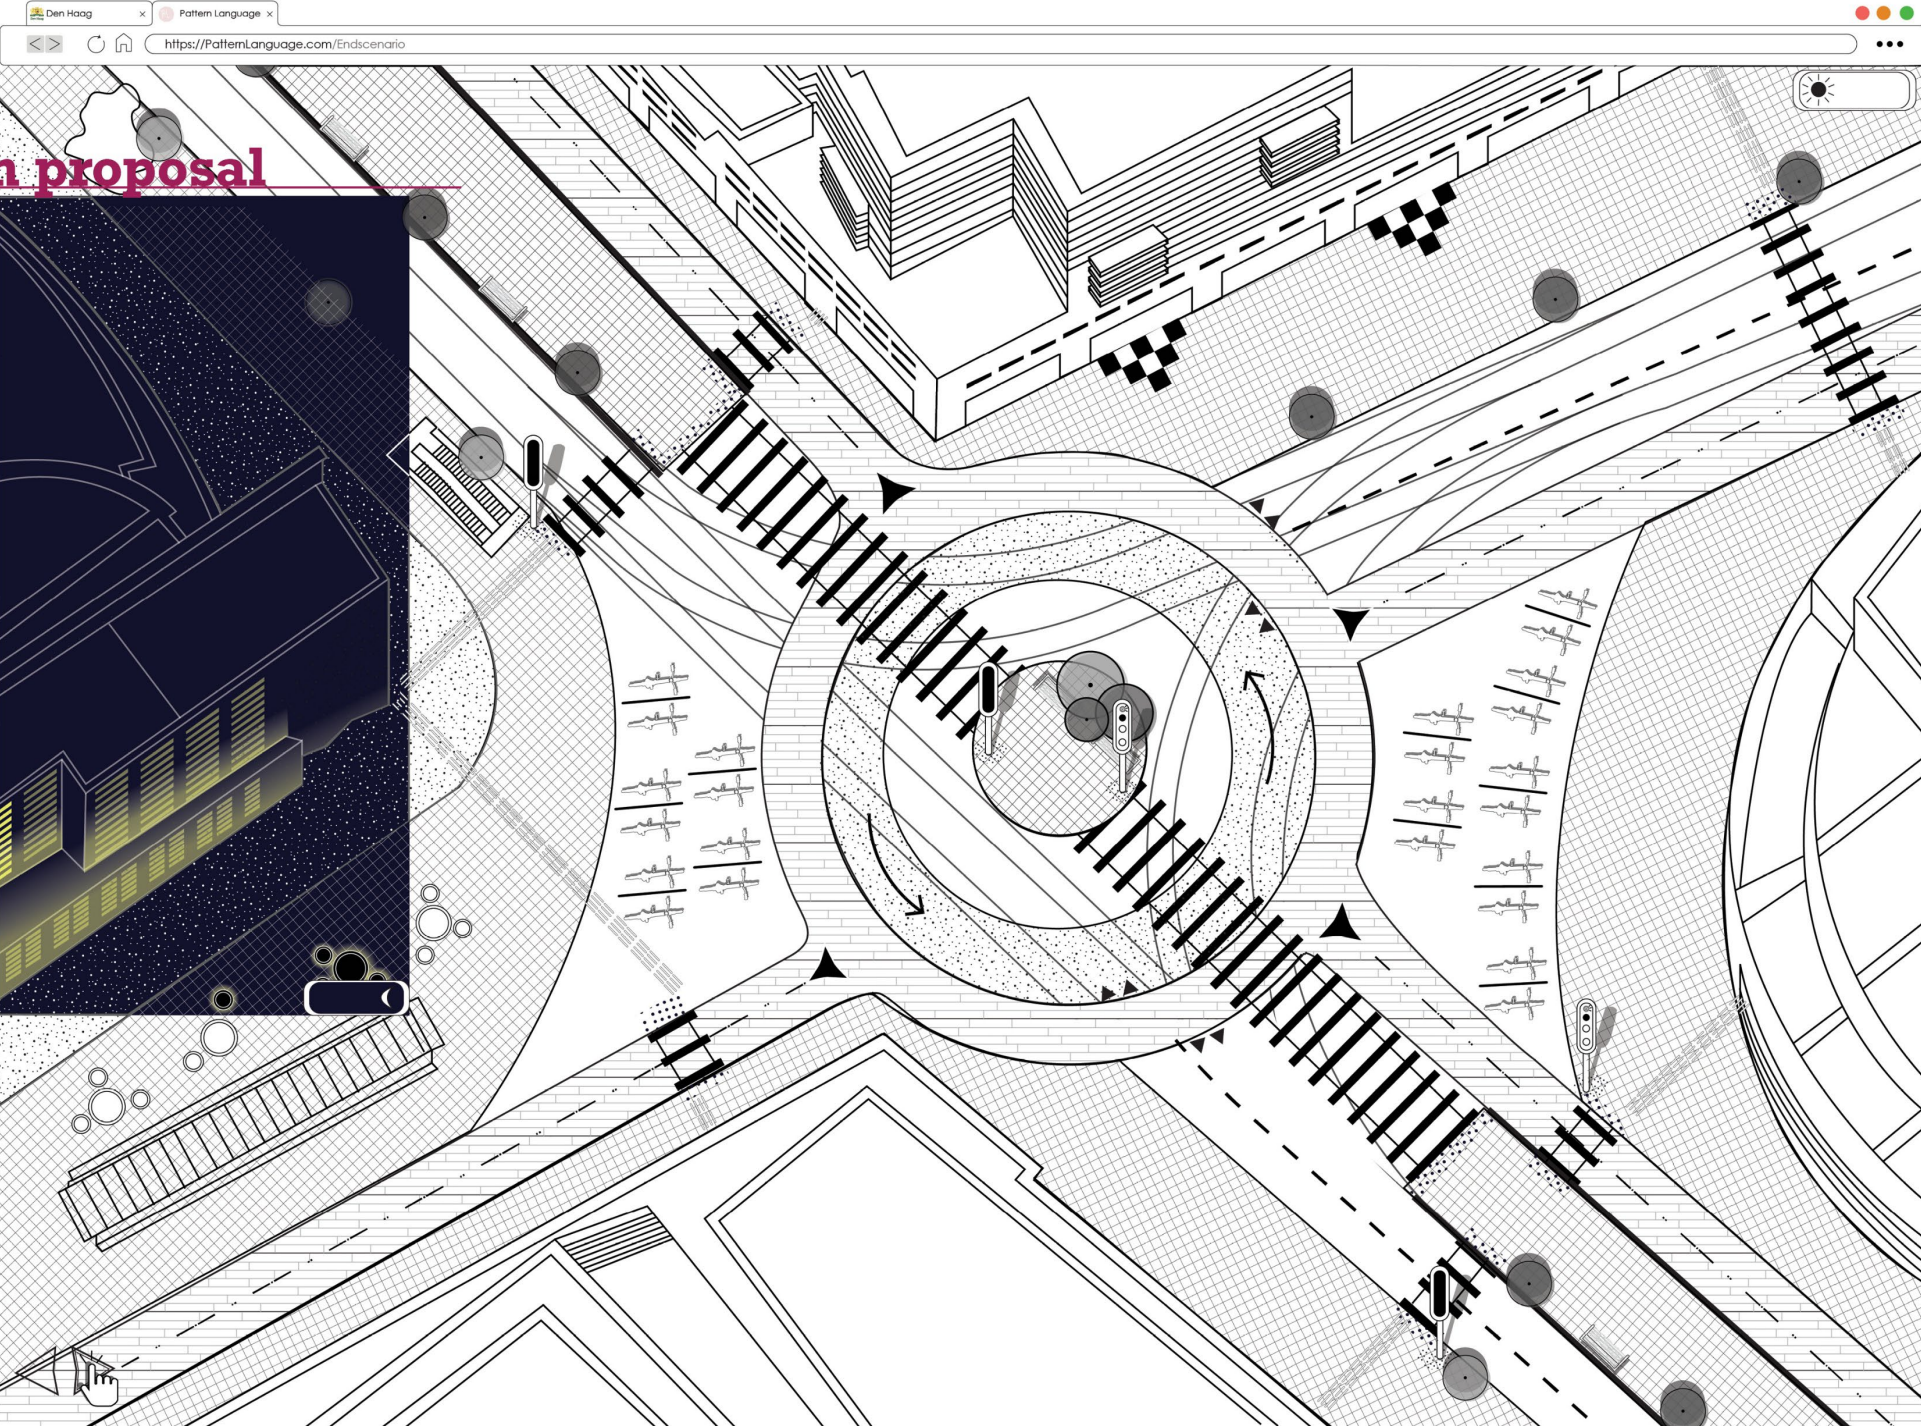 Den Haag × Pattern Language ×
https://PatternLanguage.com/Endscenario
n proposal